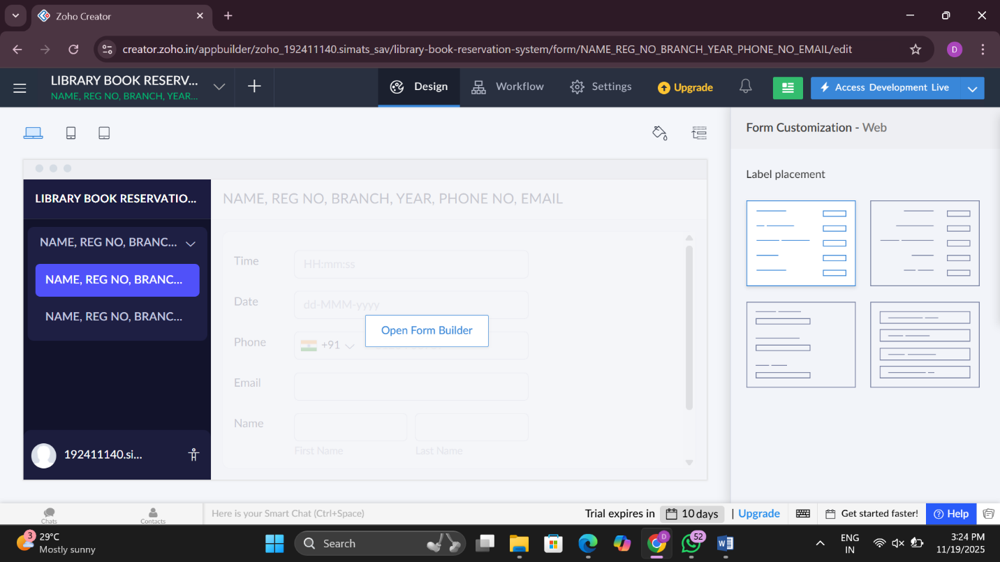 Zoho Creator
creator.zoho.in/appbuilder/zoho_192411140.simats_sav/library-book-reservation-system/form/NAME_REG_NO_BRANCH_YEAR_PHONE_NO_EMAIL/edit
D
LIBRARY BOOK RESERV...
NAME, REG NO, BRANCH, YEAR...
Design
Workflow
Settings
Upgrade
Access Development Live
Form Customization - Web
Label placement
LIBRARY BOOK RESERVATIO...
NAME, REG NO, BRANCH, YEAR, PHONE NO, EMAIL
NAME, REG NO, BRANC...
NAME, REG NO, BRANC...
NAME, REG NO, BRANC...
Time
HH:mm:ss
Date
dd-MMM-yyyy
Open Form Builder
Phone
+91
Email
Name
First Name
Last Name
192411140.si...
Chats
Contacts
Here is your Smart Chat (Ctrl+Space)
Trial expires in 10 days | Upgrade
Get started faster!
Help
3
29°C
Mostly sunny
Search
D
52
ENG
IN
3:24 PM
11/19/2025